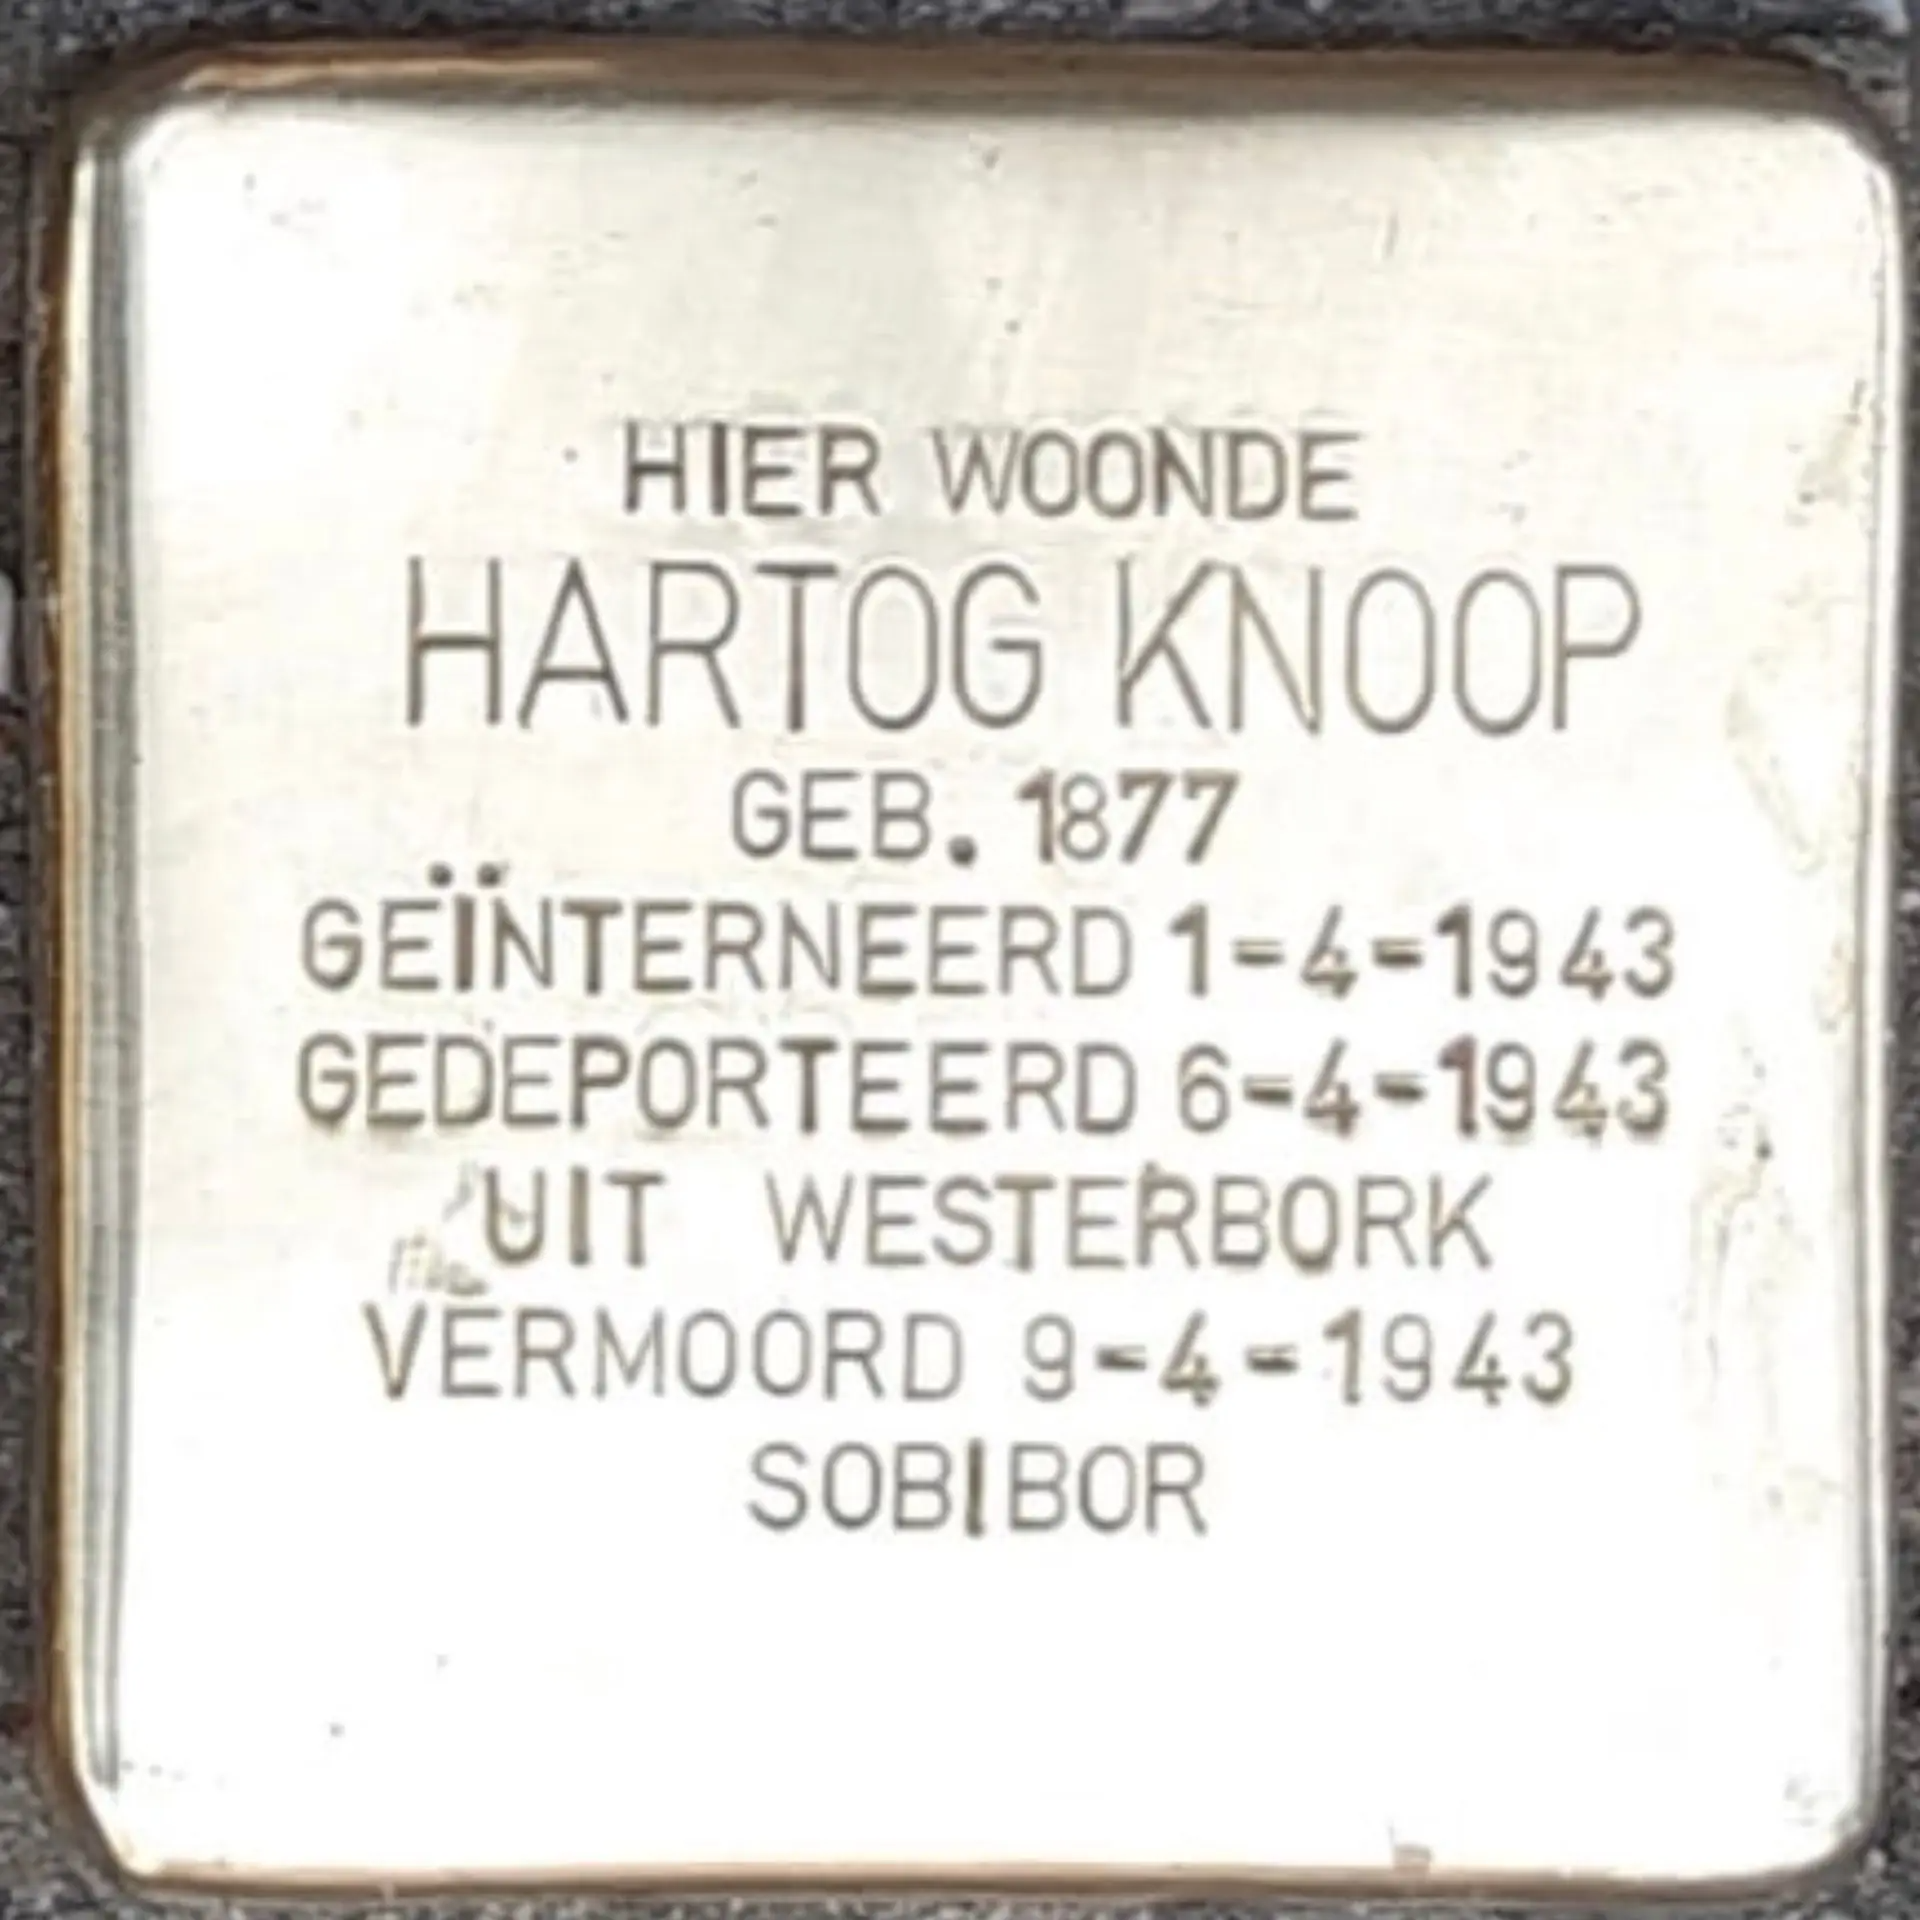 HIER WOONDE
HARTOG KNOOP
GEB. 1877
GEÏNTERNEERD 1-4-1943
GEDEPORTEERD 6-4-1943
UIT WESTERBORK
VERMOORD 9-4-1943
SOBIBOR